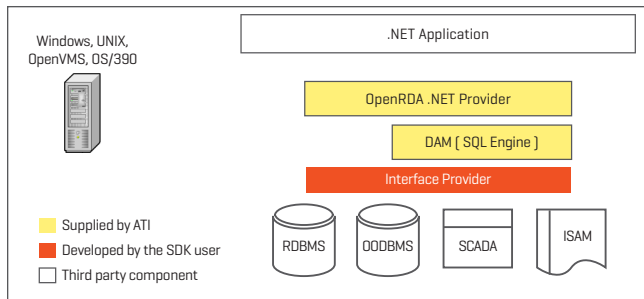 Windows, UNIX,
OpenVMS, OS/390
.NET Application
OpenRDA .NET Provider
DAM ( SQL Engine )
Interface Provider
RDBMS
OODBMS
SCADA
ISAM
Supplied by ATI
Developed by the SDK user
Third party component